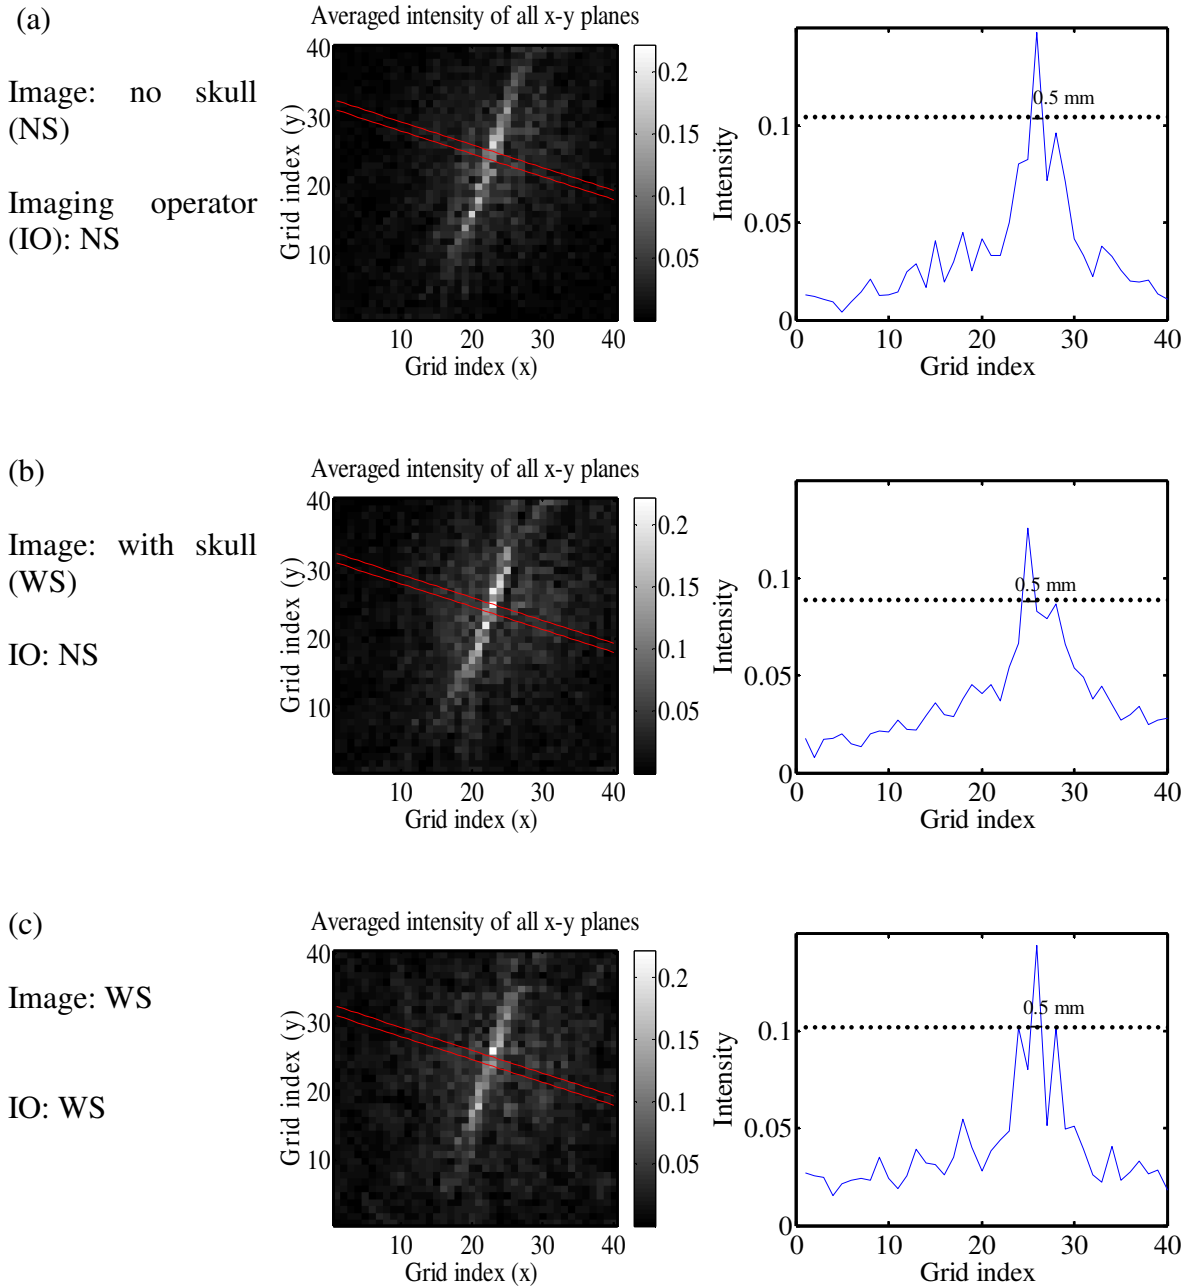 (a)
Image: no skull
(NS)
Imaging operator
(IO): NS
Averaged intensity of all x-y planes
Grid index (y)
40
30
20
10
10 20 30 40
Grid index (x)
0.2
0.15
0.1
0.05
Intensity
0.1
0.05
0
0.5 mm
0 10 20 30 40
Grid index
(b)
Image: with skull
(WS)
IO: NS
Averaged intensity of all x-y planes
Grid index (y)
40
30
20
10
10 20 30 40
Grid index (x)
0.2
0.15
0.1
0.05
Intensity
0.1
0.05
0
0.5 mm
0 10 20 30 40
Grid index
(c)
Image: WS
IO: WS
Averaged intensity of all x-y planes
Grid index (y)
40
30
20
10
10 20 30 40
Grid index (x)
0.2
0.15
0.1
0.05
Intensity
0.1
0.05
0
0.5 mm
0 10 20 30 40
Grid index